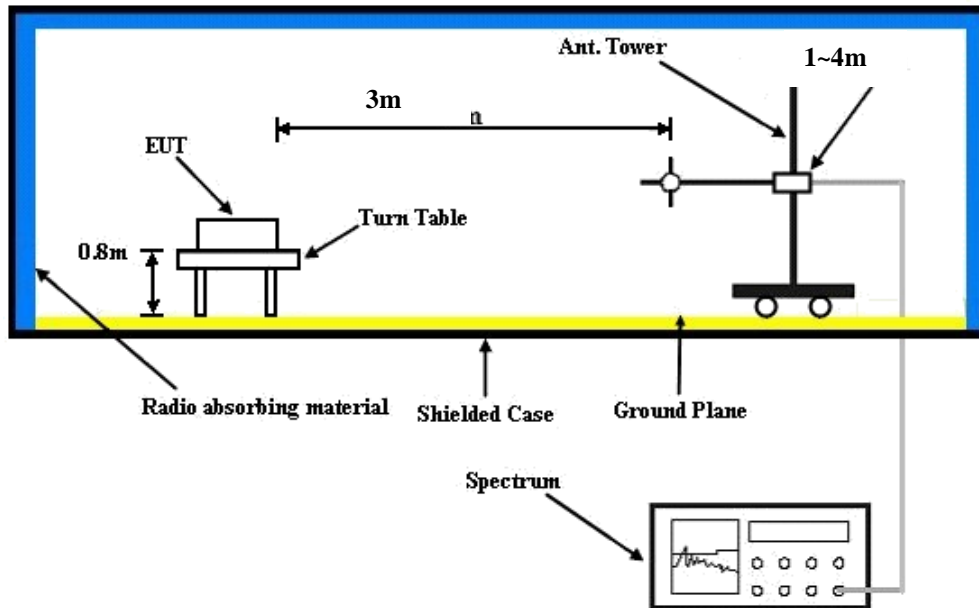 Ant. Tower
1~4m
3m
n
EUT
Turn Table
0.8m
Radio absorbing material
Shielded Case
Ground Plane
Spectrum